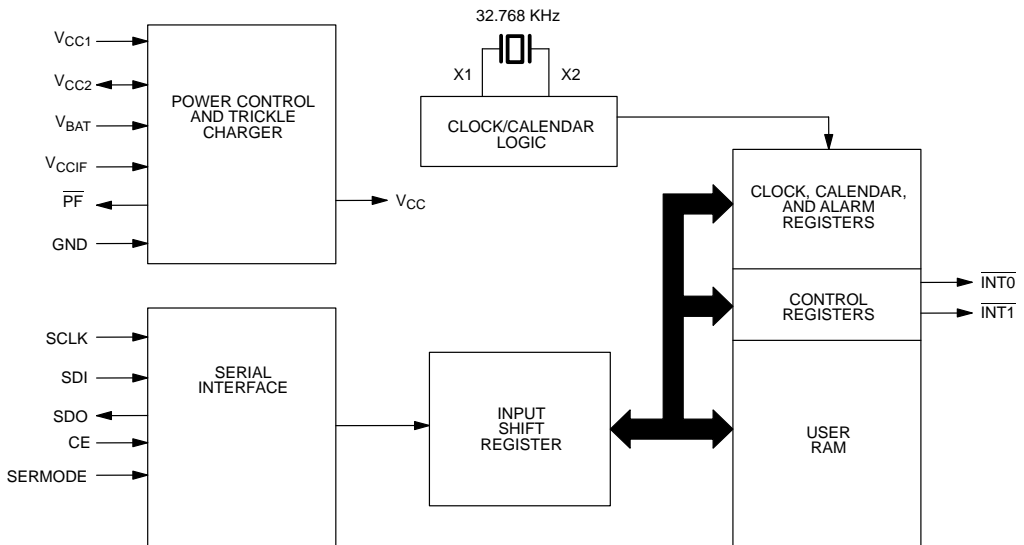 32.768 KHz
X1
X2
VCC1
VCC2
VBAT
VCCIF
PF
GND
POWER CONTROL
AND TRICKLE
CHARGER
VCC
CLOCK/CALENDAR
LOGIC
CLOCK, CALENDAR,
AND ALARM
REGISTERS
CONTROL
REGISTERS
INT0
INT1
USER
RAM
SCLK
SDI
SDO
CE
SERMODE
SERIAL
INTERFACE
INPUT
SHIFT
REGISTER